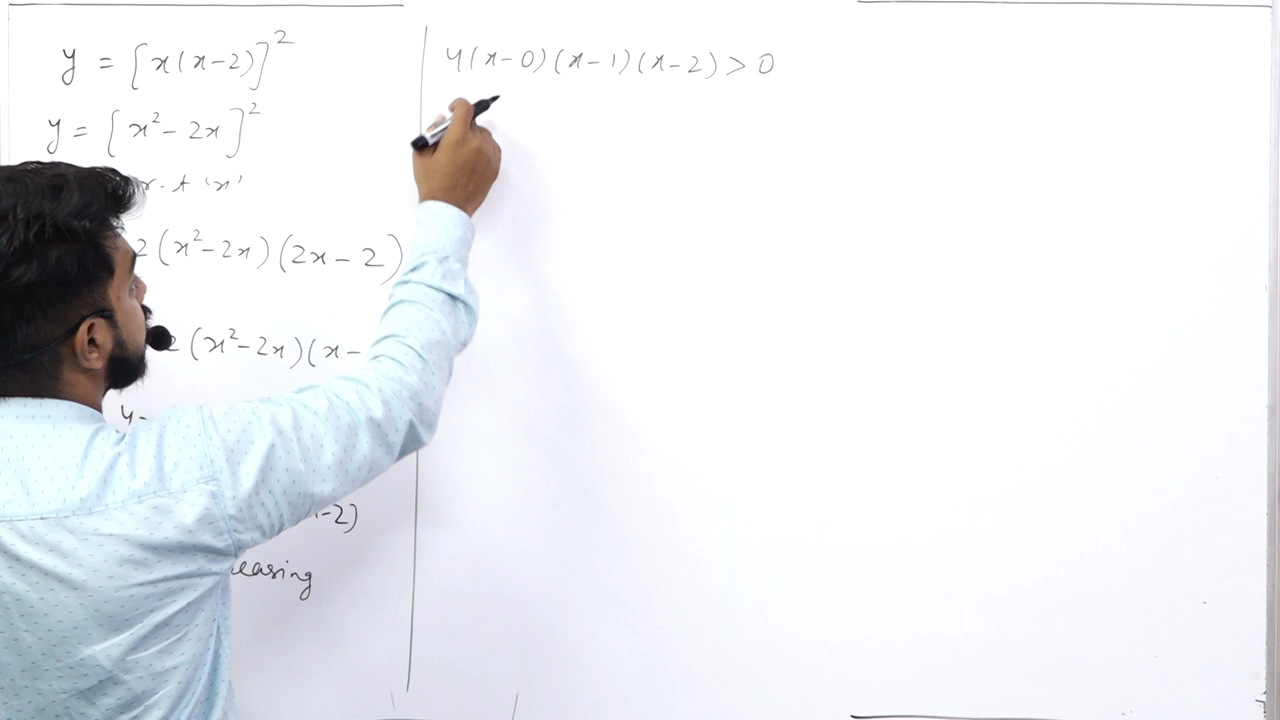 y = [x(x-2)]²
y = [x²- 2x]²
r. t 'x'
2(x²-2x)(2x - 2)
2(x²-2x)(x-
4-
-2)
easing
4(x-0)(x-1)(x-2) > 0